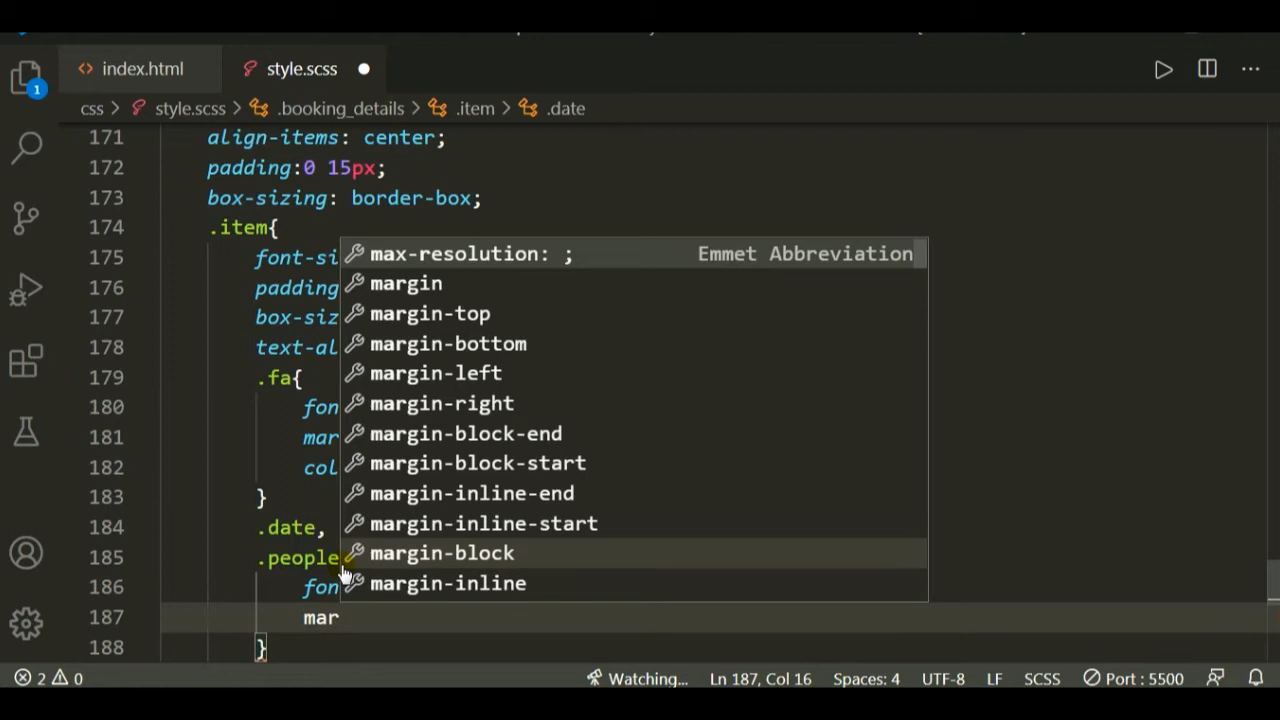 index.html
style.scss
1
css > style.scss > .booking_details > .item > .date
171 align-items: center;
172 padding:0 15px;
173 box-sizing: border-box;
174 .item{
175 font-si
176 padding
177 box-siz
178 text-al
179 .fa{
180 fon
181 mar
182 col
183 }
184 .date,
185 .people
186 fon
187 mar
188 }
max-resolution: ; Emmet Abbreviation
margin
margin-top
margin-bottom
margin-left
margin-right
margin-block-end
margin-block-start
margin-inline-end
margin-inline-start
margin-block
margin-inline
2 0 Watching... Ln 187, Col 16 Spaces: 4 UTF-8 LF SCSS Port : 5500